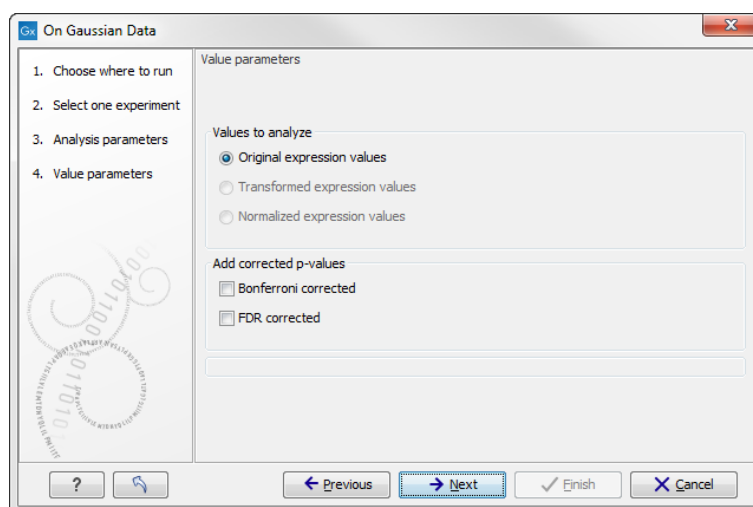 Gx On Gaussian Data
1. Choose where to run
2. Select one experiment
3. Analysis parameters
4. Value parameters
Value parameters
Values to analyze
Original expression values
Transformed expression values
Normalized expression values
Add corrected p-values
Bonferroni corrected
FDR corrected
? Previous Next Finish Cancel